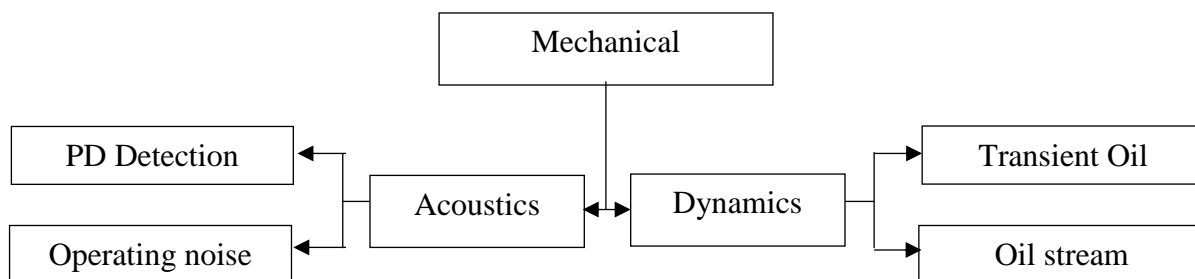 Mechanical
PD Detection
Transient Oil
Acoustics
Dynamics
Operating noise
Oil stream